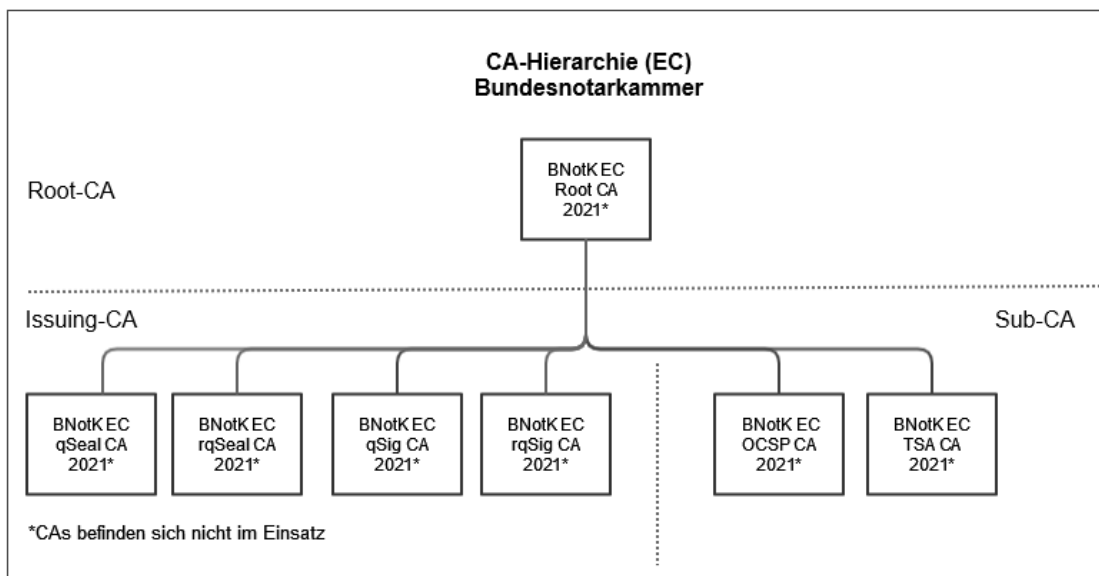 CA-Hierarchie (EC)
Bundesnotarkammer
Root-CA
BNotK EC
Root CA
2021*
Issuing-CA
Sub-CA
BNotK EC
qSeal CA
2021*
BNotK EC
rqSeal CA
2021*
BNotK EC
qSig CA
2021*
BNotK EC
rqSig CA
2021*
BNotK EC
OCSP CA
2021*
BNotK EC
TSA CA
2021*
*CAs befinden sich nicht im Einsatz